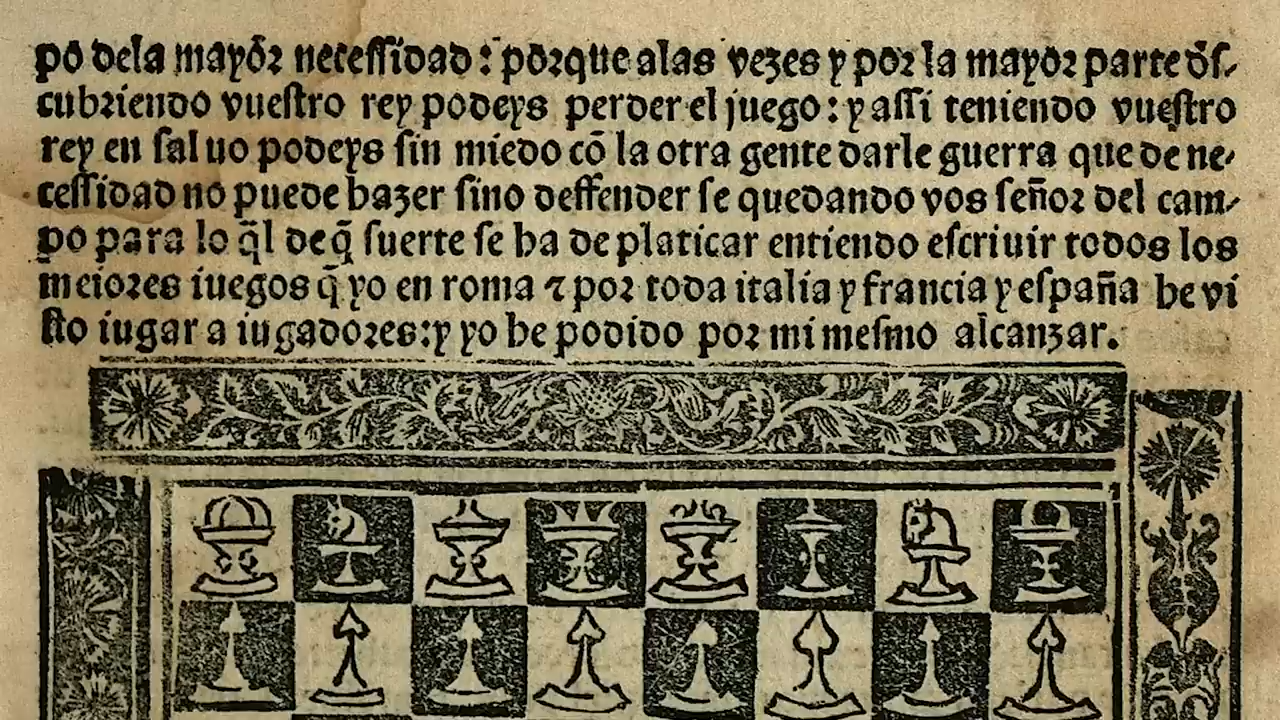 po dela mayõr necessidad: porque alas vezes y por la mayor parte d̄s-
cubriendo vuestro rey podeys perder el juego: y assi teniendo vuestro
rey en saluo podeys sin miedo cõ la otra gente darle guerra que de ne-
cessidad no puede hazer sino deffender se quedando vos señor del cam-
po para lo q̃l de q̃ suerte se ha de platicar entiendo escriuir todos los
meiores iuegos q̃ yo en roma ⁊ por toda italia y francia y españa he vi
sto iugar a iugadores: y yo he podido por mi mesmo alcanzar.